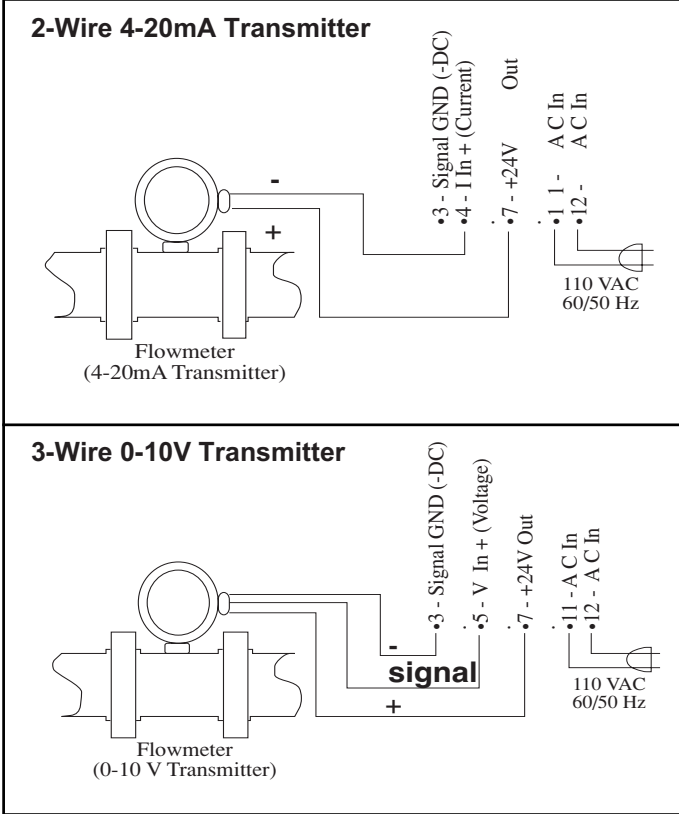 2-Wire 4-20mA Transmitter
•3 - Signal GND (-DC)
•4 - I In + (Current)
•7 - +24V Out
•1 1 - A C In
•12 - A C In
-
+
110 VAC
60/50 Hz
Flowmeter
(4-20mA Transmitter)
3-Wire 0-10V Transmitter
•3 - Signal GND (-DC)
•5 - V In + (Voltage)
•7 - +24V Out
•11 - A C In
•12 - A C In
-
signal
+
110 VAC
60/50 Hz
Flowmeter
(0-10 V Transmitter)